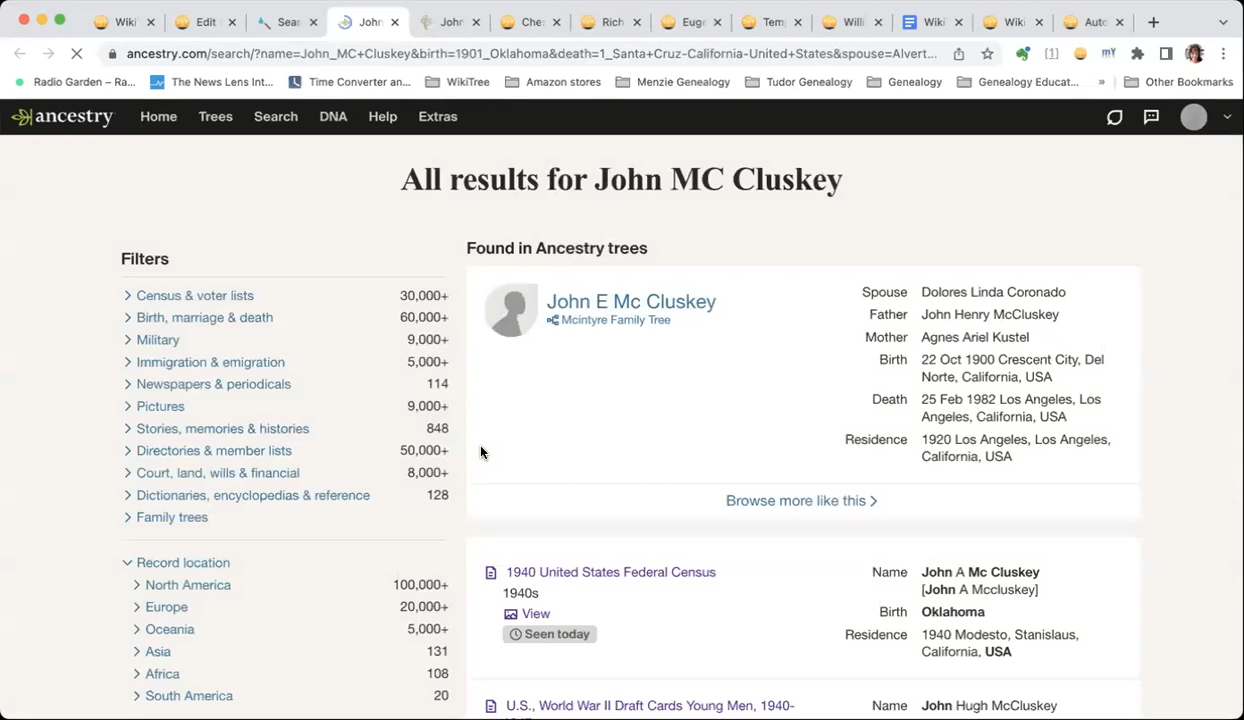 Wiki
Edit
Sear
John
John
Che
Rich
Euge
Temp
Willi
Wiki
Wiki
Auto
ancestry.com/search/?name=John_MC+Cluskey&birth=1901_Oklahoma&death=1_Santa+Cruz-California-United+States&spouse=Alvert...
Radio Garden – Ra...
The News Lens Int...
Time Converter an...
WikiTree
Amazon stores
Menzie Genealogy
Tudor Genealogy
Genealogy
Genealogy Educat...
»
Other Bookmarks
ancestry
Home
Trees
Search
DNA
Help
Extras
All results for John MC Cluskey
Filters
Census & voter lists 30,000+
Birth, marriage & death 60,000+
Military 9,000+
Immigration & emigration 5,000+
Newspapers & periodicals 114
Pictures 9,000+
Stories, memories & histories 848
Directories & member lists 50,000+
Court, land, wills & financial 8,000+
Dictionaries, encyclopedias & reference 128
Family trees
Record location
North America 100,000+
Europe 20,000+
Oceania 5,000+
Asia 131
Africa 108
South America 20
Found in Ancestry trees
John E Mc Cluskey
Mcintyre Family Tree
Spouse Dolores Linda Coronado
Father John Henry McCluskey
Mother Agnes Ariel Kustel
Birth 22 Oct 1900 Crescent City, Del
Norte, California, USA
Death 25 Feb 1982 Los Angeles, Los
Angeles, California, USA
Residence 1920 Los Angeles, Los Angeles,
California, USA
Browse more like this
1940 United States Federal Census
1940s
View
Seen today
Name John A Mc Cluskey
[John A Mccluskey]
Birth Oklahoma
Residence 1940 Modesto, Stanislaus,
California, USA
U.S., World War II Draft Cards Young Men, 1940-
Name John Hugh McCluskey